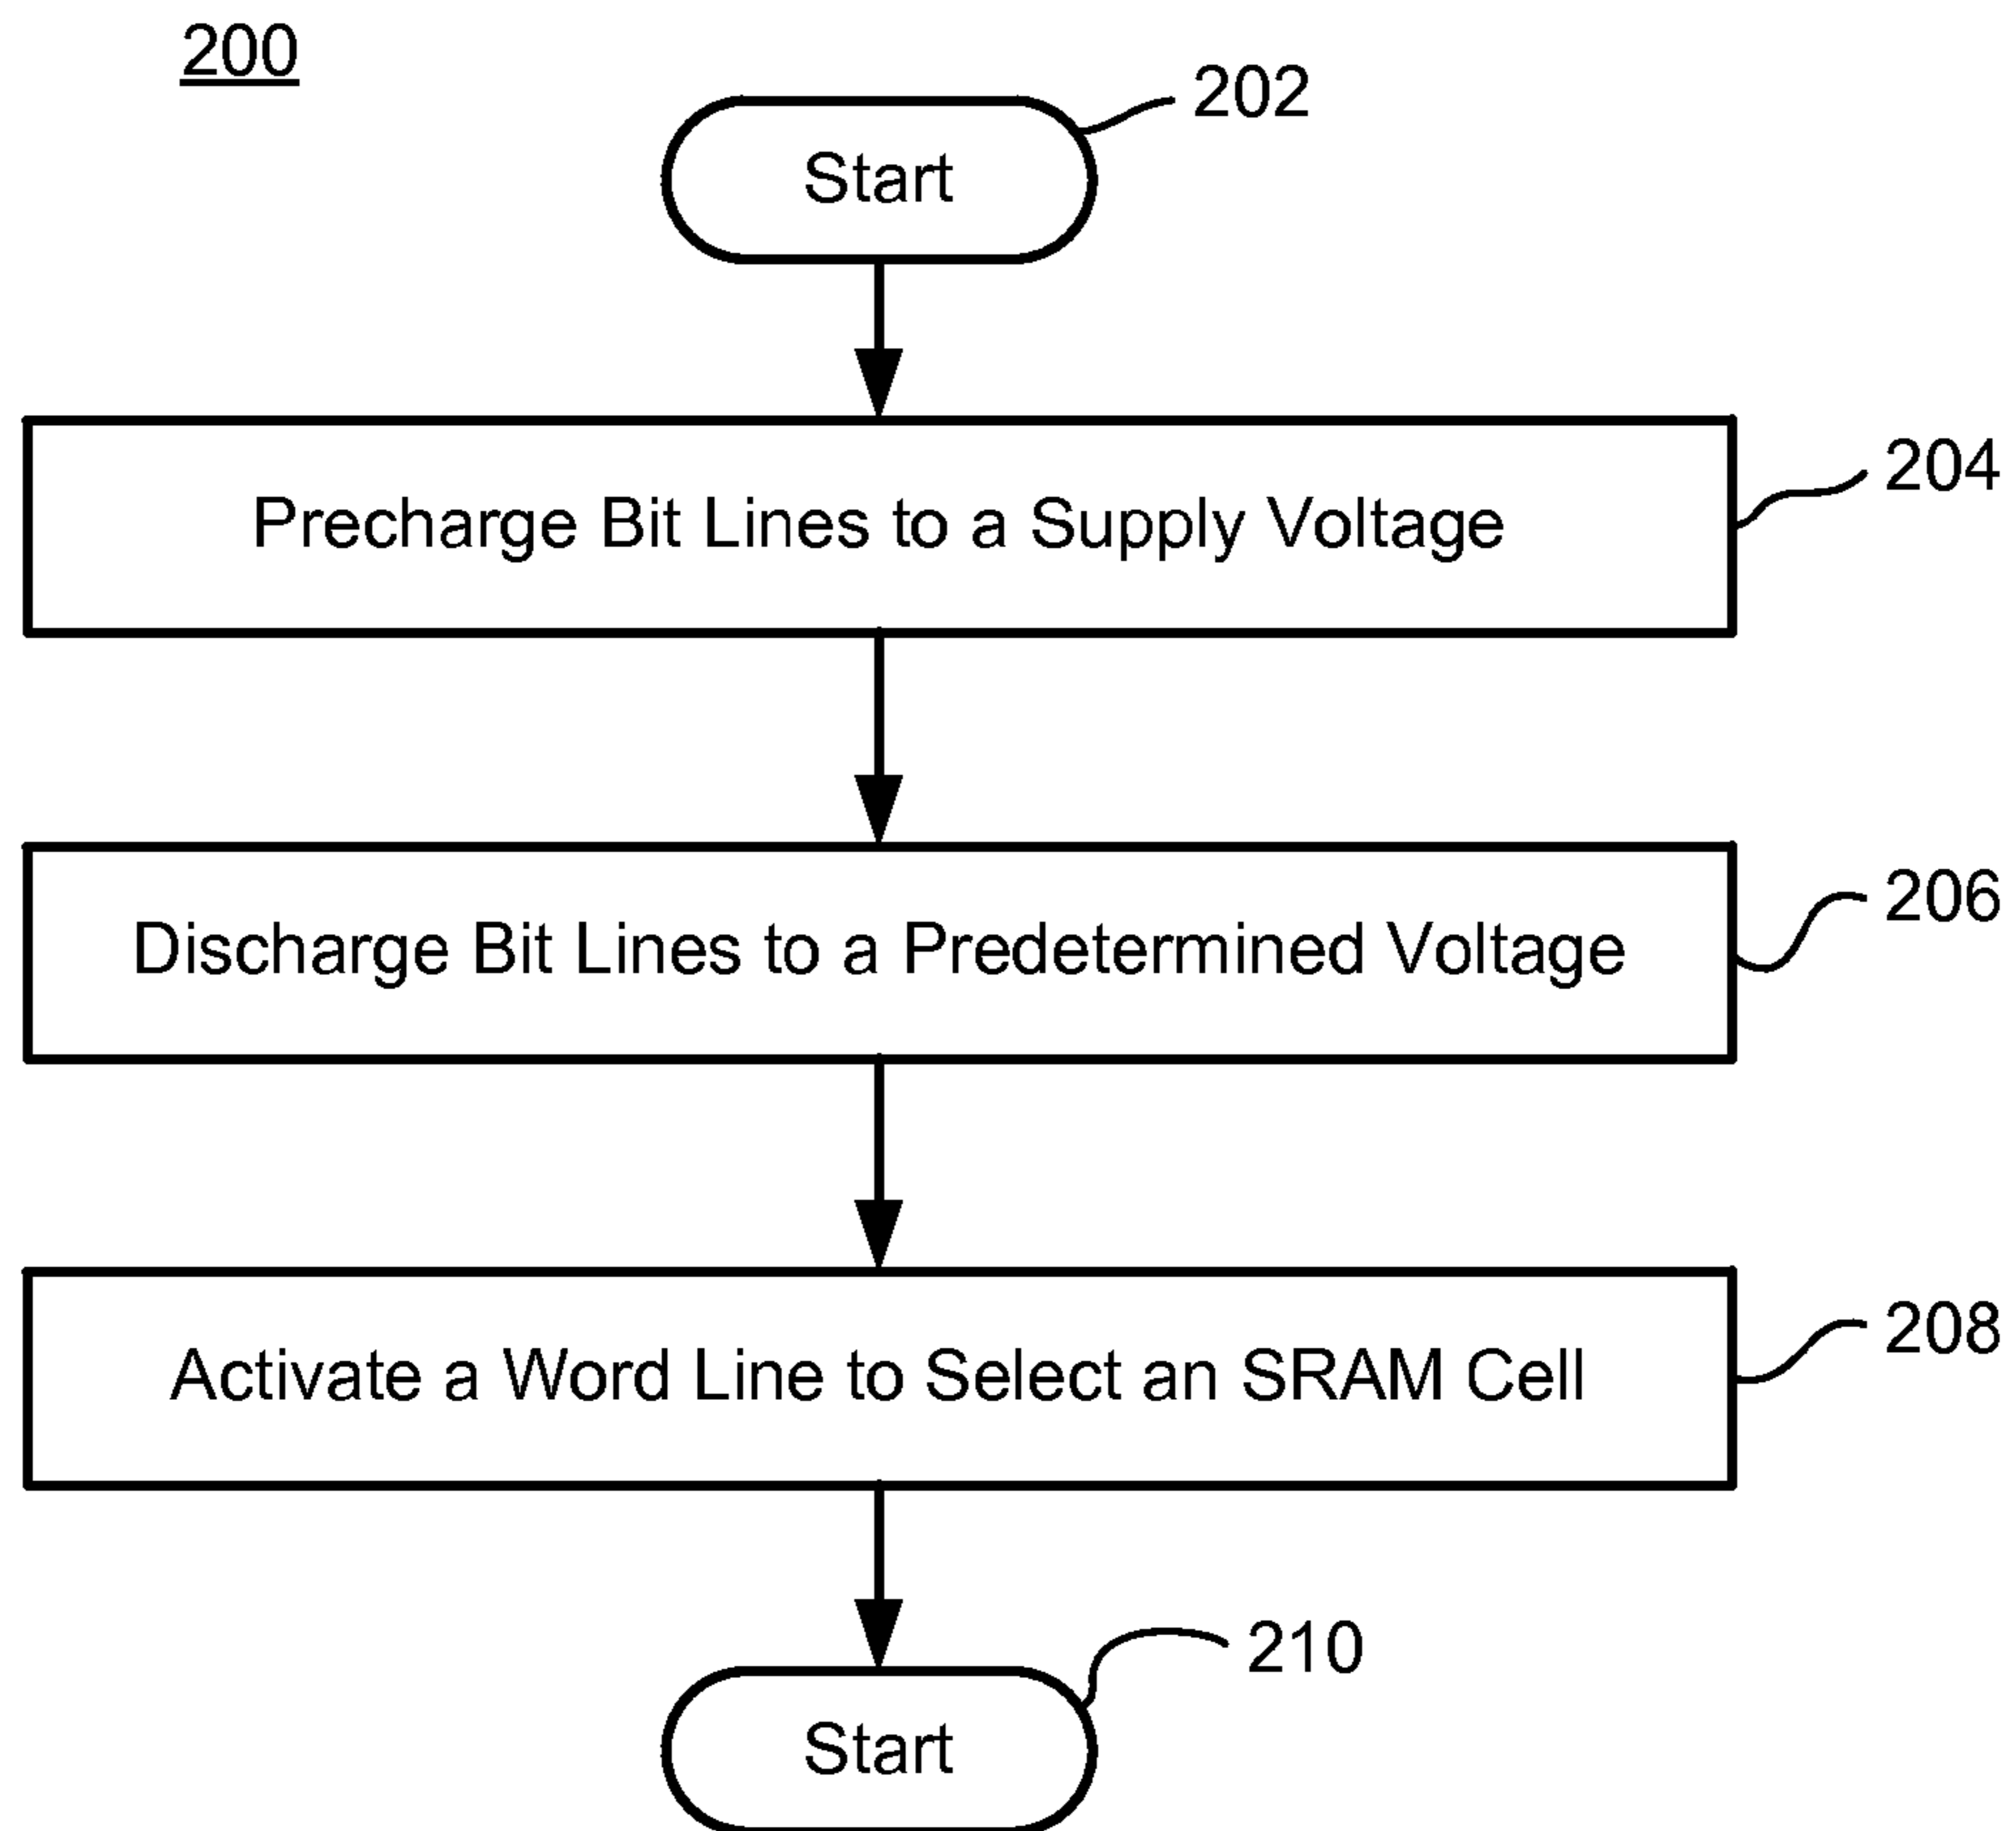 200
202
Start
204
Precharge Bit Lines to a Supply Voltage
206
Discharge Bit Lines to a Predetermined Voltage
208
Activate a Word Line to Select an SRAM Cell
210
Start